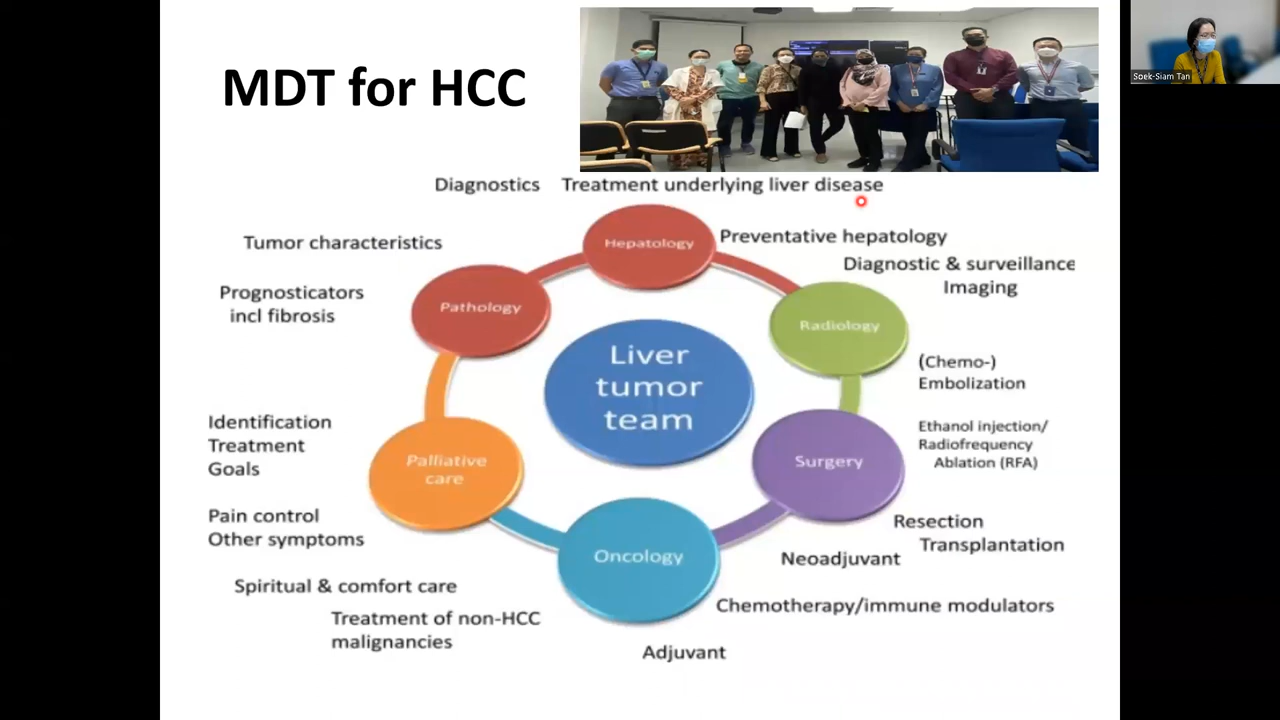 MDT for HCC
Soek-Siam Tan
Diagnostics
Treatment underlying liver disease
Hepatology
Preventative hepatology
Tumor characteristics
Diagnostic & surveillance
Imaging
Prognosticators
incl fibrosis
Pathology
Radiology
Liver
tumor
team
(Chemo-)
Embolization
Ethanol injection/
Radiofrequency
Ablation (RFA)
Identification
Treatment
Goals
Palliative
care
Surgery
Pain control
Other symptoms
Resection
Transplantation
Oncology
Neoadjuvant
Spiritual & comfort care
Chemotherapy/immune modulators
Treatment of non-HCC
malignancies
Adjuvant